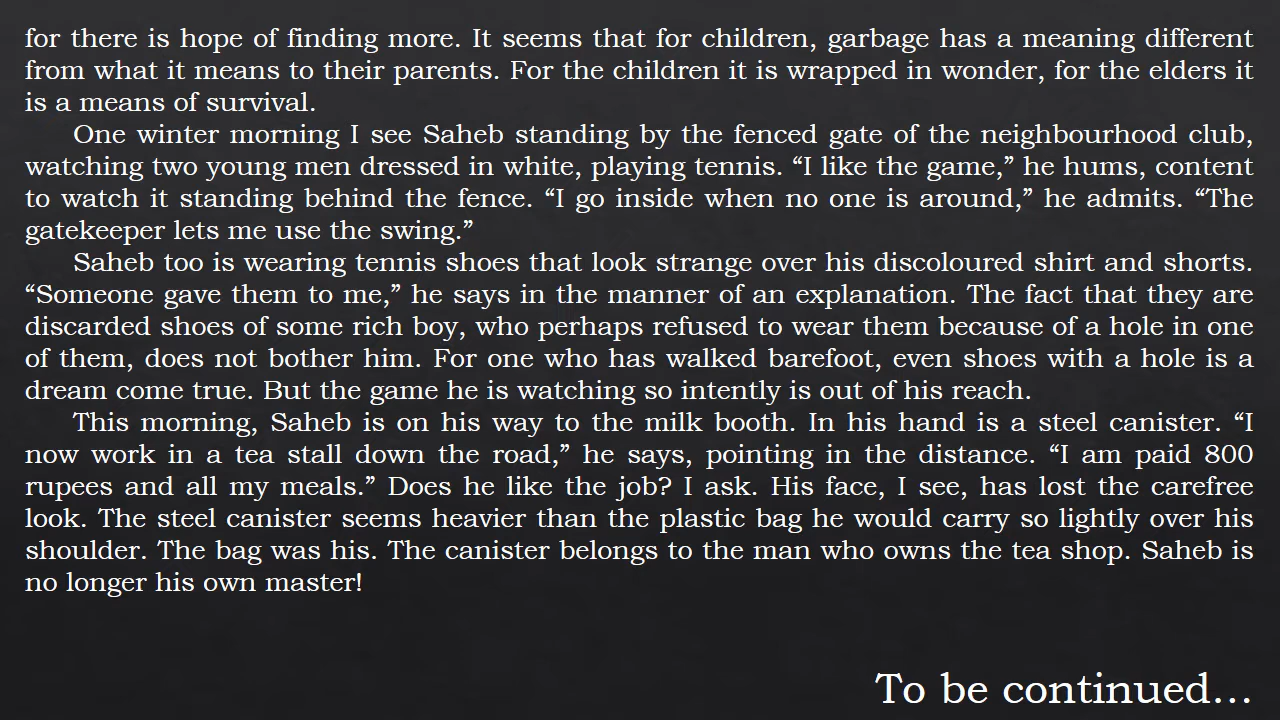 for there is hope of finding more. It seems that for children, garbage has a meaning different
from what it means to their parents. For the children it is wrapped in wonder, for the elders it
is a means of survival.
One winter morning I see Saheb standing by the fenced gate of the neighbourhood club,
watching two young men dressed in white, playing tennis. “I like the game,” he hums, content
to watch it standing behind the fence. “I go inside when no one is around,” he admits. “The
gatekeeper lets me use the swing.”
Saheb too is wearing tennis shoes that look strange over his discoloured shirt and shorts.
“Someone gave them to me,” he says in the manner of an explanation. The fact that they are
discarded shoes of some rich boy, who perhaps refused to wear them because of a hole in one
of them, does not bother him. For one who has walked barefoot, even shoes with a hole is a
dream come true. But the game he is watching so intently is out of his reach.
This morning, Saheb is on his way to the milk booth. In his hand is a steel canister. “I
now work in a tea stall down the road,” he says, pointing in the distance. “I am paid 800
rupees and all my meals.” Does he like the job? I ask. His face, I see, has lost the carefree
look. The steel canister seems heavier than the plastic bag he would carry so lightly over his
shoulder. The bag was his. The canister belongs to the man who owns the tea shop. Saheb is
no longer his own master!
To be continued…